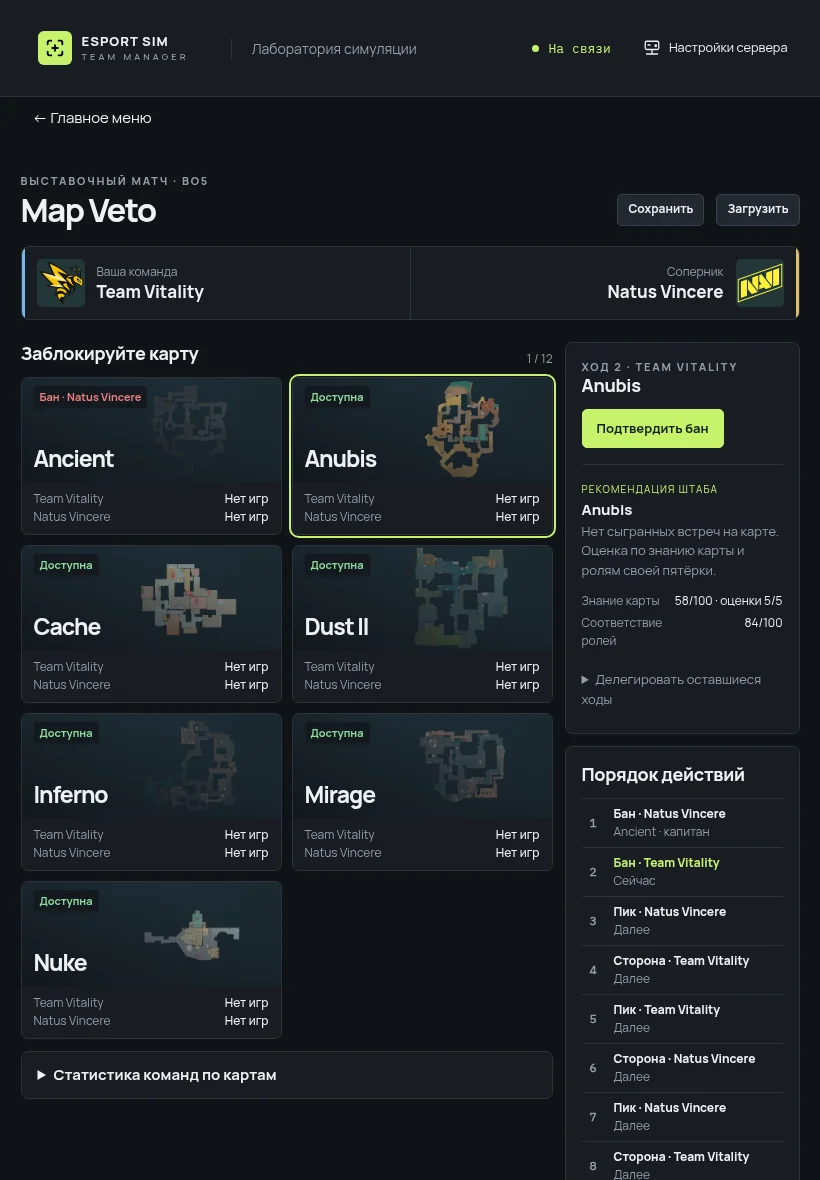 ESPORT SIM
TEAM MANAGER
Лаборатория симуляции
На связи
Настройки сервера
← Главное меню
ВЫСТАВОЧНЫЙ МАТЧ · BO5
Map Veto
Сохранить
Загрузить
Ваша команда
Team Vitality
Соперник
Natus Vincere
NAVI
Заблокируйте карту
1 / 12
Бан · Natus Vincere
Ancient
Team Vitality Нет игр
Natus Vincere Нет игр
Доступна
Anubis
Team Vitality Нет игр
Natus Vincere Нет игр
Доступна
Cache
Team Vitality Нет игр
Natus Vincere Нет игр
Доступна
Dust II
Team Vitality Нет игр
Natus Vincere Нет игр
Доступна
Inferno
Team Vitality Нет игр
Natus Vincere Нет игр
Доступна
Mirage
Team Vitality Нет игр
Natus Vincere Нет игр
Доступна
Nuke
Team Vitality Нет игр
Natus Vincere Нет игр
▶ Статистика команд по картам
ХОД 2 · TEAM VITALITY
Anubis
Подтвердить бан
РЕКОМЕНДАЦИЯ ШТАБА
Anubis
Нет сыгранных встреч на карте.
Оценка по знанию карты и
ролям своей пятёрки.
Знание карты 58/100 · оценки 5/5
Соответствие 84/100
ролей
▶ Делегировать оставшиеся
ходы
Порядок действий
1 Бан · Natus Vincere
Ancient · капитан
2 Бан · Team Vitality
Сейчас
3 Пик · Natus Vincere
Далее
4 Сторона · Team Vitality
Далее
5 Пик · Team Vitality
Далее
6 Сторона · Natus Vincere
Далее
7 Пик · Natus Vincere
Далее
8 Сторона · Team Vitality
Далее